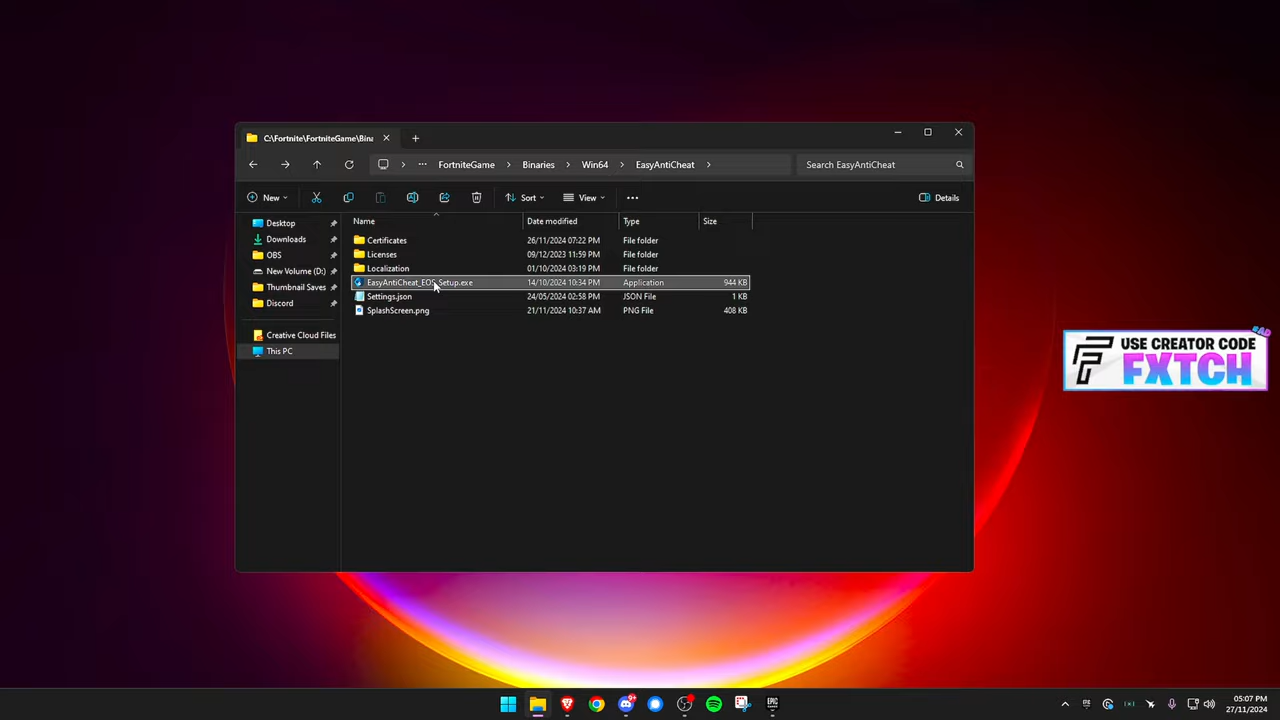 C:\Fortnite\FortniteGame\Bina
FortniteGame > Binaries > Win64 > EasyAntiCheat >
Search EasyAntiCheat
New
Sort
View
Details
Name Date modified Type Size
Desktop
Downloads
OBS
New Volume (D:)
Thumbnail Saves
Discord
Creative Cloud Files
This PC
Certificates 26/11/2024 07:22 PM File folder
Licenses 09/12/2023 11:59 PM File folder
Localization 01/10/2024 03:19 PM File folder
EasyAntiCheat_EOS_Setup.exe 14/10/2024 10:34 PM Application 944 KB
Settings.json 24/05/2024 02:58 PM JSON File 1 KB
SplashScreen.png 21/11/2024 10:37 AM PNG File 408 KB
#AD
USE CREATOR CODE
FXTCH
EPIC
05:07 PM
27/11/2024